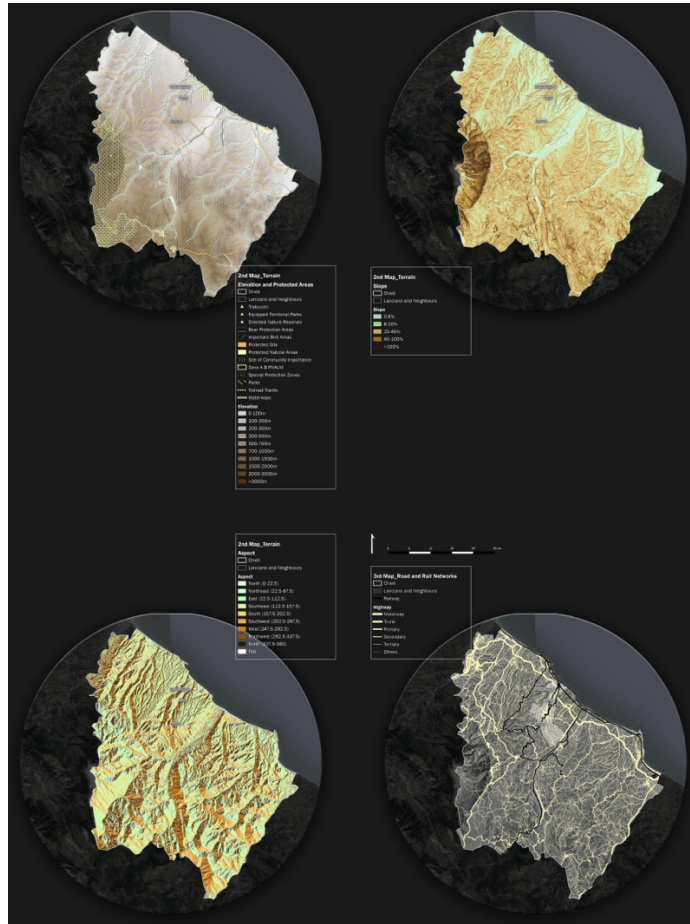 2nd Map_Terrain
Elevation and Protected Areas
Chieti
Lanciano and Neighbours
Trabocchi
Equipped Territorial Parks
Oriented Nature Reserves
Bear Protection Areas
Important Bird Areas
Protected Site
Protected Natural Areas
Site of Community Importance
Zone A B PNALM
Special Protection Zones
Parks
Nomad Tracks
Waterways
Elevation
0-100m
100-200m
200-300m
300-500m
500-700m
700-1000m
1000-1500m
1500-2000m
2000-3000m
>3000m
2nd Map_Terrain
Slope
Chieti
Lanciano and Neighbours
Slope
0-8%
8-20%
20-45%
45-100%
>100%
2nd Map_Terrain
Aspect
Chieti
Lanciano and Neighbours
Aspect
North (0-22.5)
Northeast (22.5-67.5)
East (22.5-112.5)
Southeast (112.5-157.5)
South (157.5-202.5)
Southwest (202.5-247.5)
West (247.5-292.5)
Northwest (292.5-337.5)
North (337.5-360)
Flat
3rd Map_Road and Rail Networks
Chieti
Lanciano and Neighbours
Railway
Highway
Motorway
Trunk
Primary
Secondary
Tertiary
Others